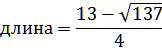 длина = (13 − √137) / 4